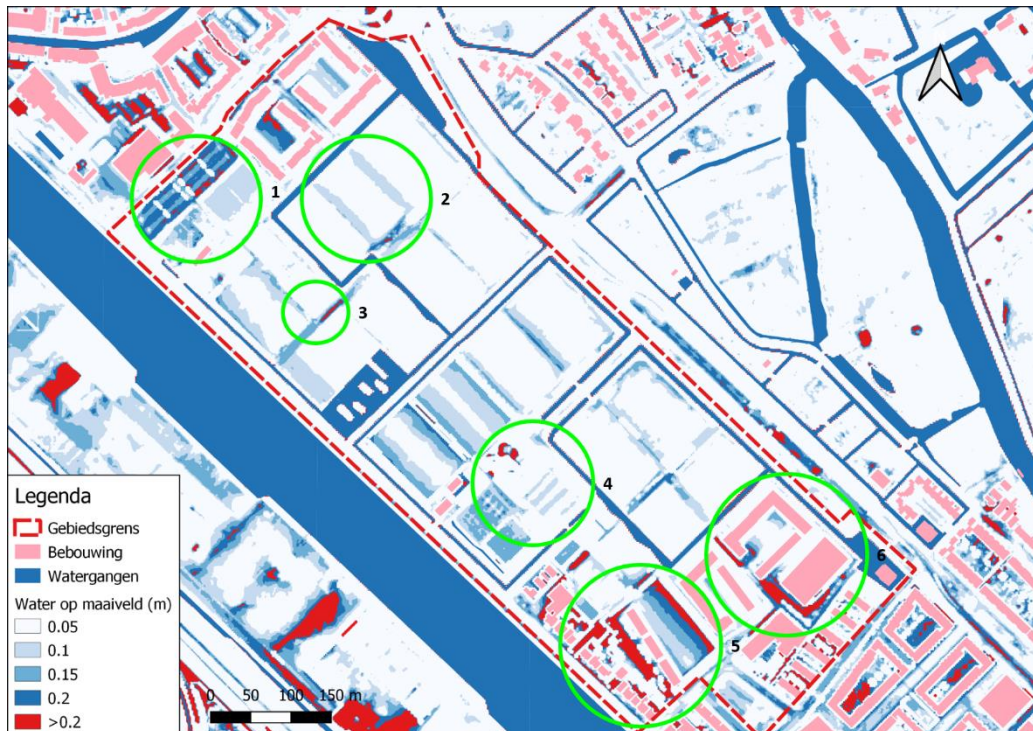 1
2
3
4
6
5
Legenda
Gebiedsgrens
Bebouwing
Watergangen
Water op maaiveld (m)
0.05
0.1
0.15
0.2
>0.2
0 50 100 150 m